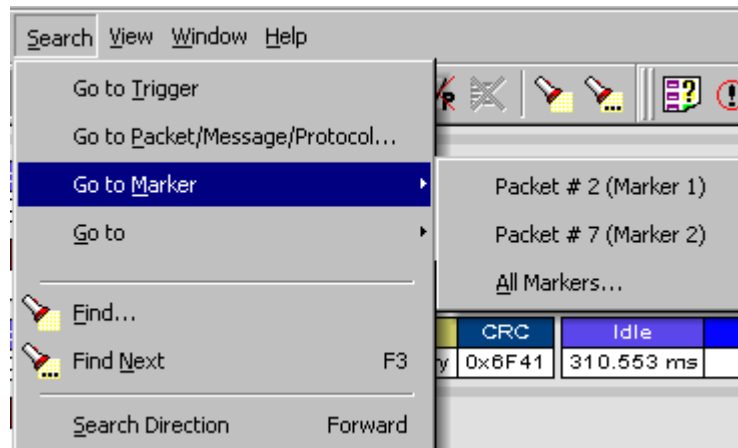 Search View Window Help
Go to Trigger
Go to Packet/Message/Protocol...
Go to Marker
Packet # 2 (Marker 1)
Go to
Packet # 7 (Marker 2)
All Markers...
Find...
CRC Idle
Find Next F3
0x6F41 310.553 ms
Search Direction Forward